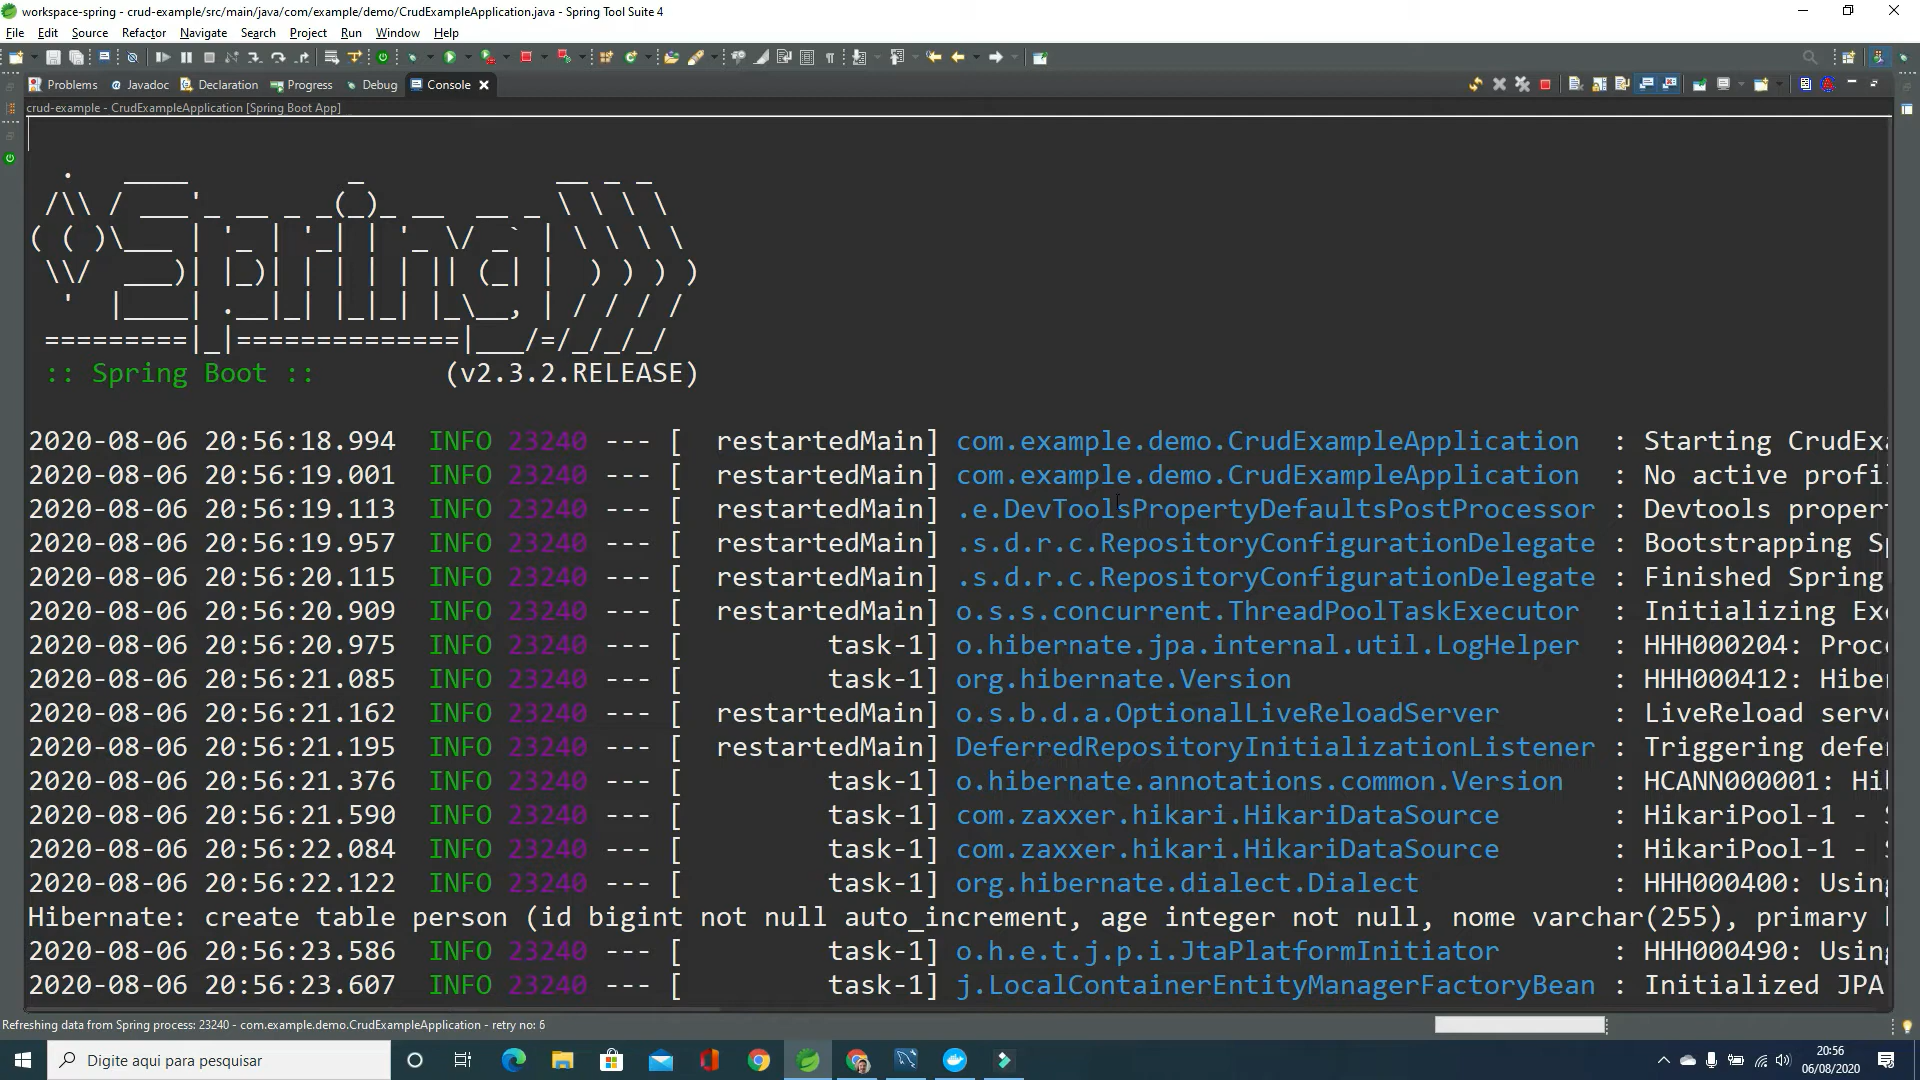 workspace-spring - crud-example/src/main/java/com/example/demo/CrudExampleApplication.java - Spring Tool Suite 4
File Edit Source Refactor Navigate Search Project Run Window Help
Problems Javadoc Declaration Progress Debug Console
crud-example - CrudExampleApplication [Spring Boot App]
Spring
:: Spring Boot :: (v2.3.2.RELEASE)
2020-08-06 20:56:18.994 INFO 23240 --- [ restartedMain] com.example.demo.CrudExampleApplication : Starting CrudExa
2020-08-06 20:56:19.001 INFO 23240 --- [ restartedMain] com.example.demo.CrudExampleApplication : No active profil
2020-08-06 20:56:19.113 INFO 23240 --- [ restartedMain] .e.DevToolsPropertyDefaultsPostProcessor : Devtools propert
2020-08-06 20:56:19.957 INFO 23240 --- [ restartedMain] .s.d.r.c.RepositoryConfigurationDelegate : Bootstrapping Sp
2020-08-06 20:56:20.115 INFO 23240 --- [ restartedMain] .s.d.r.c.RepositoryConfigurationDelegate : Finished Spring
2020-08-06 20:56:20.909 INFO 23240 --- [ restartedMain] o.s.s.concurrent.ThreadPoolTaskExecutor : Initializing Exe
2020-08-06 20:56:20.975 INFO 23240 --- [ task-1] o.hibernate.jpa.internal.util.LogHelper : HHH000204: Proc
2020-08-06 20:56:21.085 INFO 23240 --- [ task-1] org.hibernate.Version : HHH000412: Hiber
2020-08-06 20:56:21.162 INFO 23240 --- [ restartedMain] o.s.b.d.a.OptionalLiveReloadServer : LiveReload serve
2020-08-06 20:56:21.195 INFO 23240 --- [ restartedMain] DeferredRepositoryInitializationListener : Triggering defer
2020-08-06 20:56:21.376 INFO 23240 --- [ task-1] o.hibernate.annotations.common.Version : HCANN000001: Hib
2020-08-06 20:56:21.590 INFO 23240 --- [ task-1] com.zaxxer.hikari.HikariDataSource : HikariPool-1 - S
2020-08-06 20:56:22.084 INFO 23240 --- [ task-1] com.zaxxer.hikari.HikariDataSource : HikariPool-1 - S
2020-08-06 20:56:22.122 INFO 23240 --- [ task-1] org.hibernate.dialect.Dialect : HHH000400: Using
Hibernate: create table person (id bigint not null auto_increment, age integer not null, nome varchar(255), primary k
2020-08-06 20:56:23.586 INFO 23240 --- [ task-1] o.h.e.t.j.p.i.JtaPlatformInitiator : HHH000490: Using
2020-08-06 20:56:23.607 INFO 23240 --- [ task-1] j.LocalContainerEntityManagerFactoryBean : Initialized JPA
Refreshing data from Spring process: 23240 - com.example.demo.CrudExampleApplication - retry no: 6
Digite aqui para pesquisar
20:56
06/08/2020